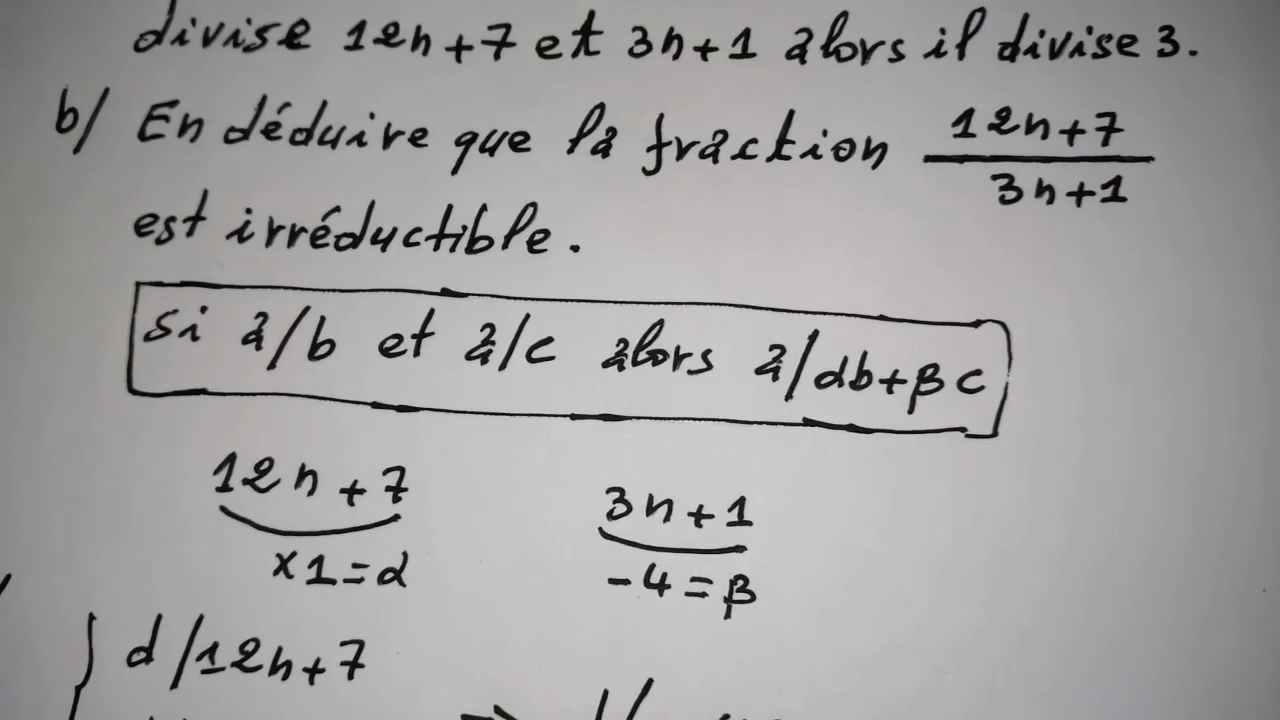 divise 12n+7 et 3n+1 alors il divise 3.
b/ En déduire que la fraction 12n+7 / 3n+1
est irréductible.
si a/b et a/c alors a/αb+βc
12n+7 3n+1
×1=α -4=β
d/12n+7